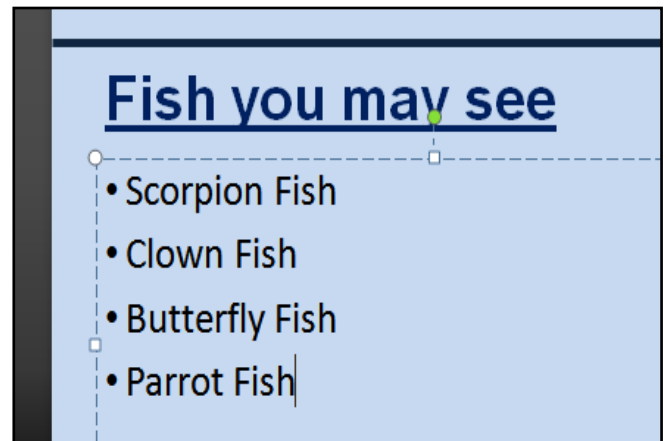 Fish you may see
• Scorpion Fish
• Clown Fish
• Butterfly Fish
• Parrot Fish